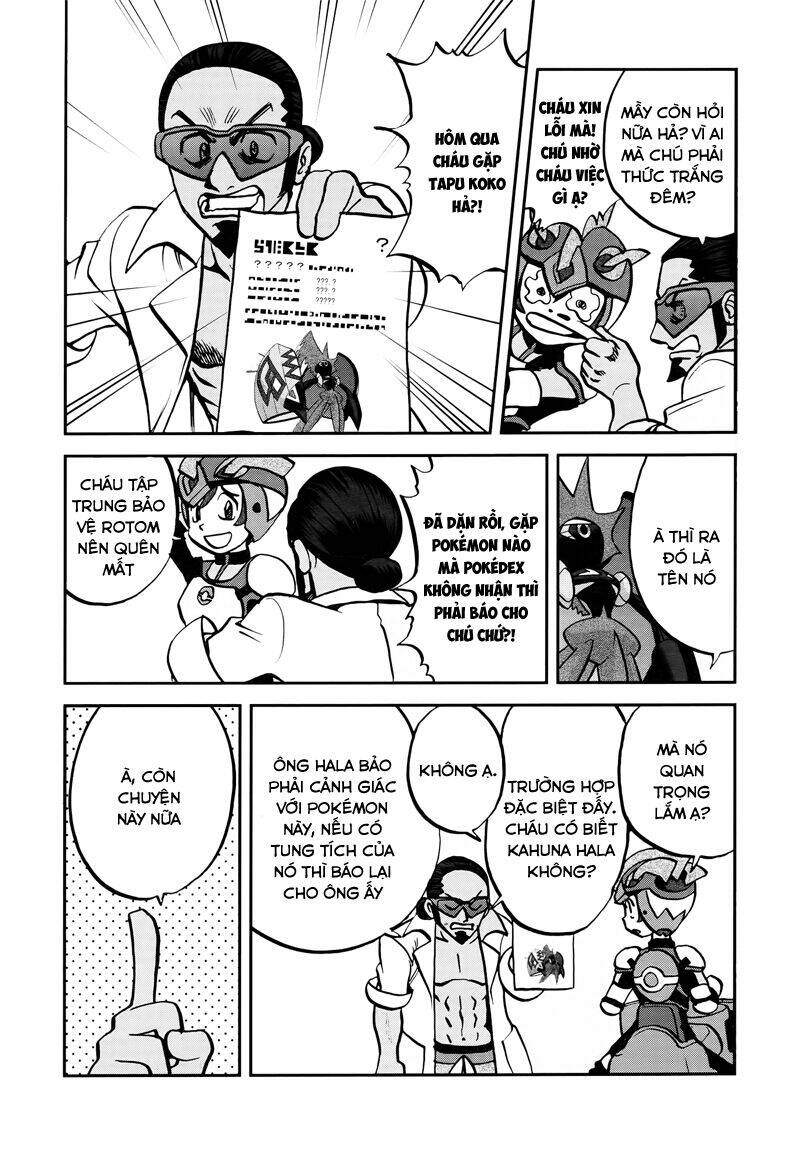 MẦY CÒN HỎI
NỮA HẢ? VÌ AI
MÀ CHÚ PHẢI
THỨC TRẮNG
ĐÊM?
CHÁU XIN
LỖI MÀ!
CHÚ NHỜ
CHÁU VIỆC
GÌ Ạ?
HÔM QUA
CHÁU GẶP
TAPU KOKO
HẢ?!
?
? ? ? ? ?
???.?
???.?
?????
À THÌ RA
ĐÓ LÀ
TÊN NÓ
ĐÃ DẶN RỒI, GẶP
POKÉMON NÀO
MÀ POKÉDEX
KHÔNG NHẬN THÌ
PHẢI BÁO CHO
CHÚ CHỨ?!
CHÁU TẬP
TRUNG BẢO
VỆ ROTOM
NÊN QUÊN
MẤT
MÀ NÓ
QUAN
TRỌNG
LẮM Ạ?
TRƯỜNG HỢP
ĐẶC BIỆT ĐẤY.
CHÁU CÓ BIẾT
KAHUNA HALA
KHÔNG?
KHÔNG Ạ.
ÔNG HALA BẢO
PHẢI CẢNH GIÁC
VỚI POKÉMON
NÀY, NẾU CÓ
TUNG TÍCH CỦA
NÓ THÌ BÁO LẠI
CHO ÔNG ẤY
À, CÒN
CHUYỆN
NÀY NỮA